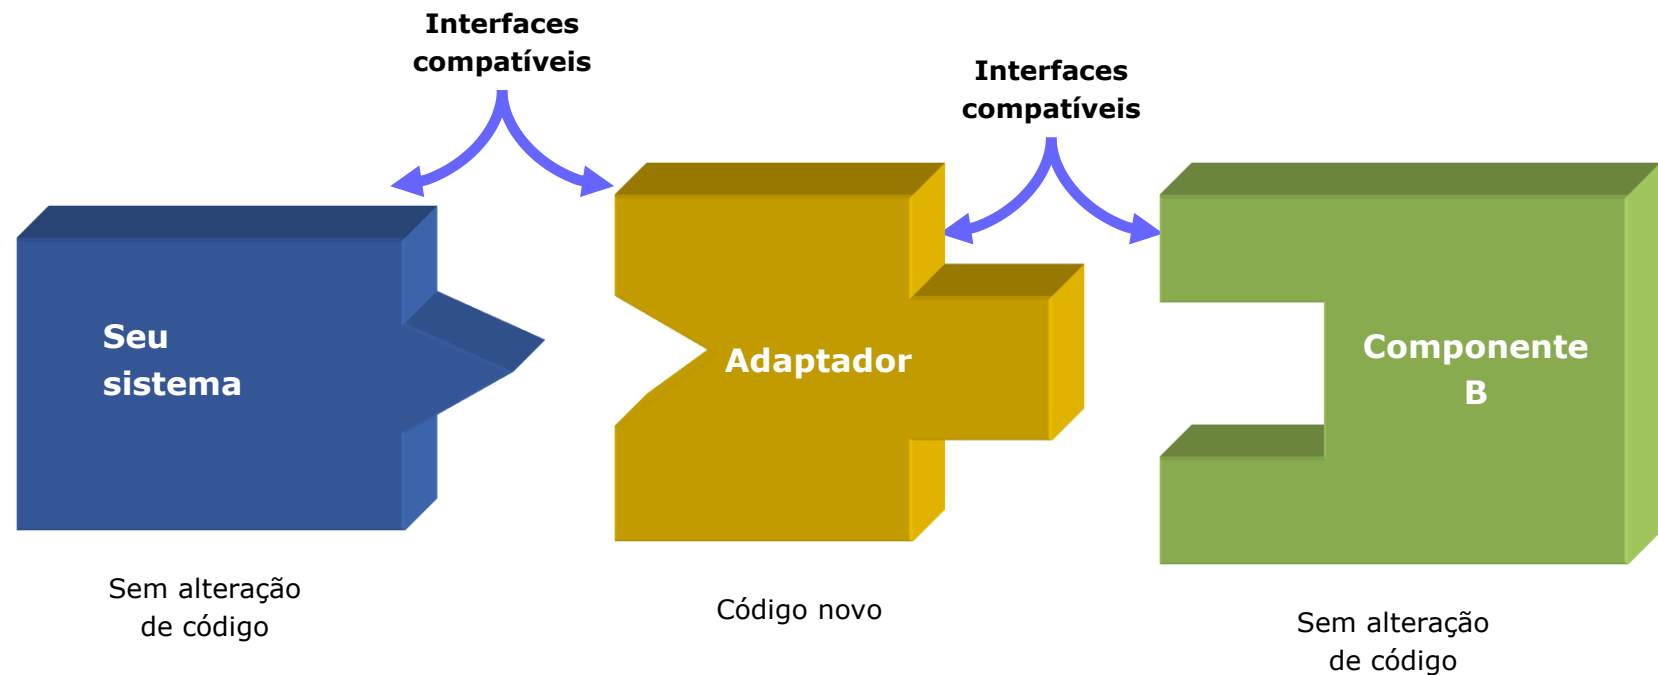 Interfaces
compatíveis
Interfaces
compatíveis
Seu
sistema
Adaptador
Componente
B
Sem alteração
de código
Código novo
Sem alteração
de código